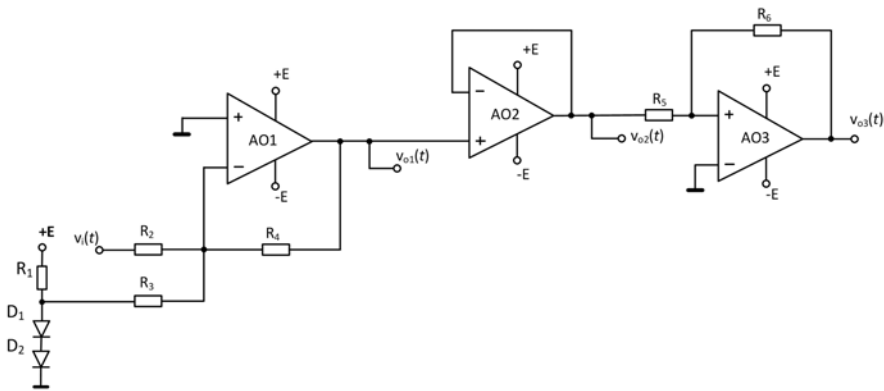 R₆
+E
+E
+E
AO2
R₅
AO3
AO1
vₒ₁(t)
vₒ₂(t)
vₒ₃(t)
-E
-E
-E
+E
vᵢ(t)
R₂
R₄
R₁
R₃
D₁
D₂